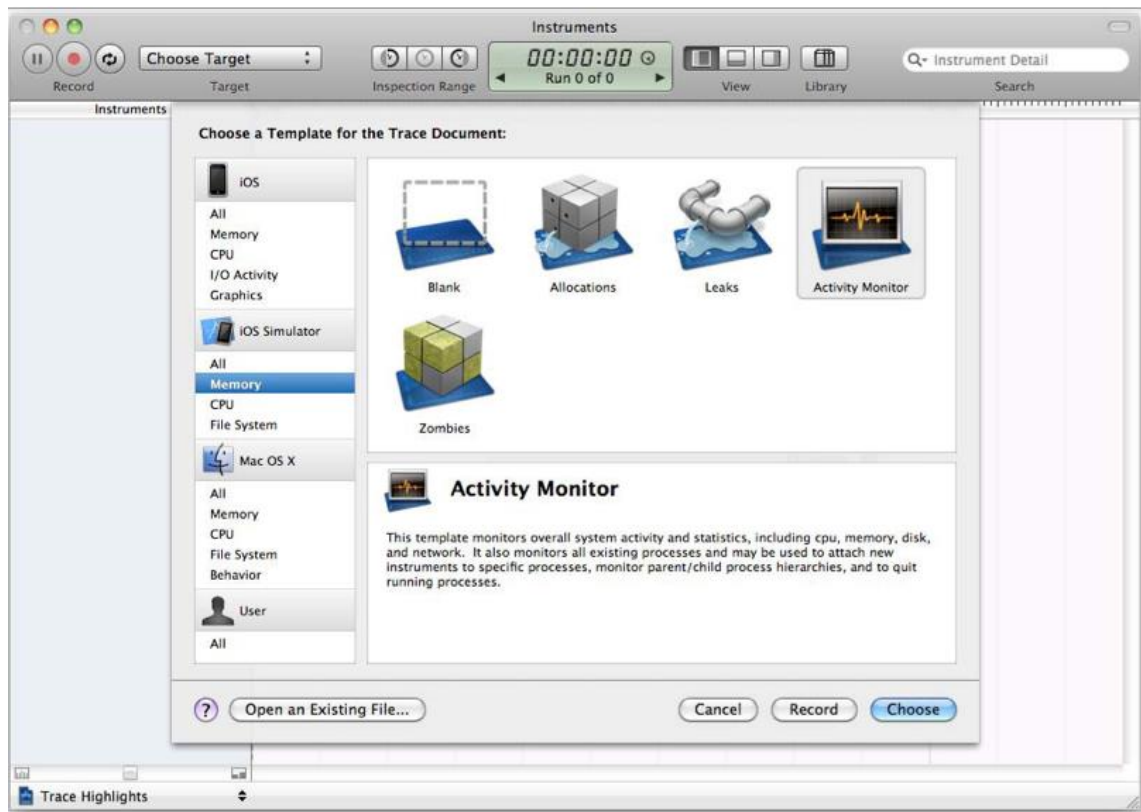 Instruments
Choose Target
00:00:00
Run 0 of 0
Instrument Detail
Record
Target
Inspection Range
View
Library
Search
Instruments
Choose a Template for the Trace Document:
iOS
All
Memory
CPU
I/O Activity
Graphics
iOS Simulator
All
Memory
CPU
File System
Mac OS X
All
Memory
CPU
File System
Behavior
User
All
Blank
Allocations
Leaks
Activity Monitor
Zombies
Activity Monitor
This template monitors overall system activity and statistics, including cpu, memory, disk,
and network. It also monitors all existing processes and may be used to attach new
instruments to specific processes, monitor parent/child process hierarchies, and to quit
running processes.
?
Open an Existing File...
Cancel
Record
Choose
Trace Highlights